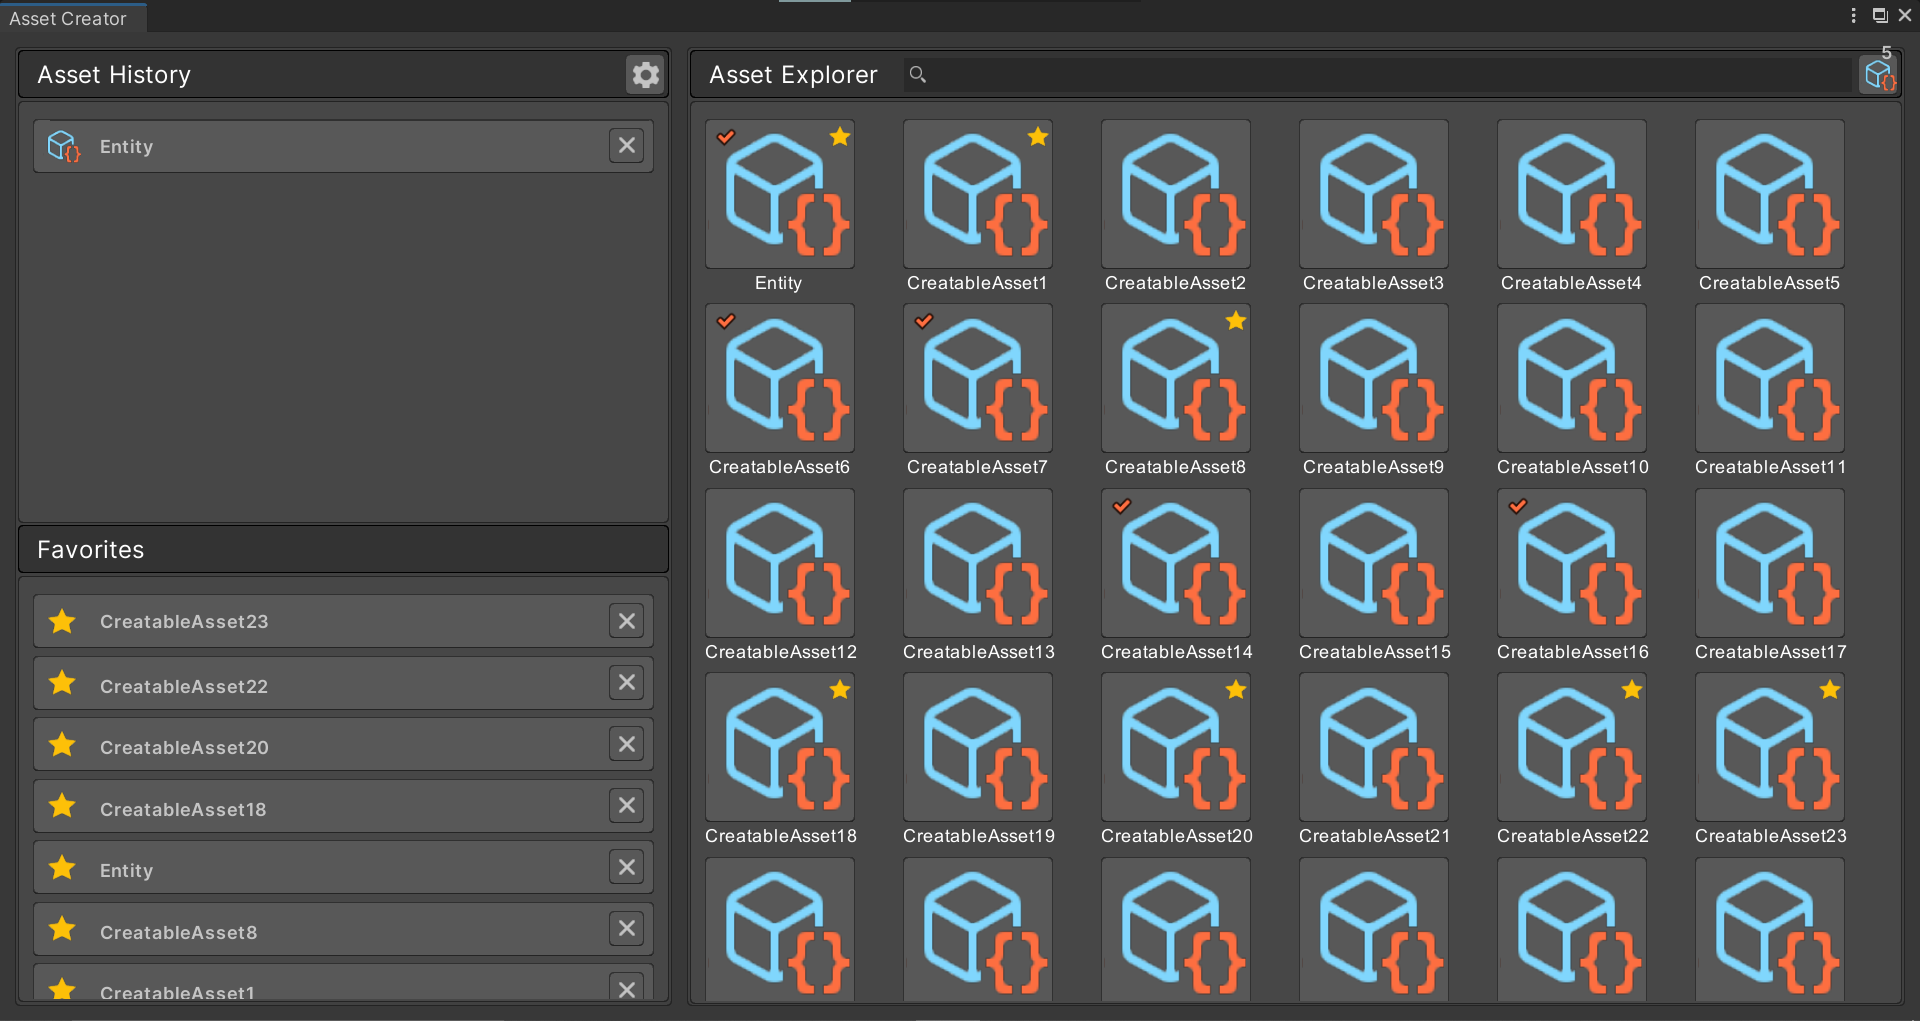 Asset Creator
Asset History
Entity
Favorites
CreatableAsset23
CreatableAsset22
CreatableAsset20
CreatableAsset18
Entity
CreatableAsset8
CreatableAsset1
Asset Explorer
5
Entity
CreatableAsset1
CreatableAsset2
CreatableAsset3
CreatableAsset4
CreatableAsset5
CreatableAsset6
CreatableAsset7
CreatableAsset8
CreatableAsset9
CreatableAsset10
CreatableAsset11
CreatableAsset12
CreatableAsset13
CreatableAsset14
CreatableAsset15
CreatableAsset16
CreatableAsset17
CreatableAsset18
CreatableAsset19
CreatableAsset20
CreatableAsset21
CreatableAsset22
CreatableAsset23